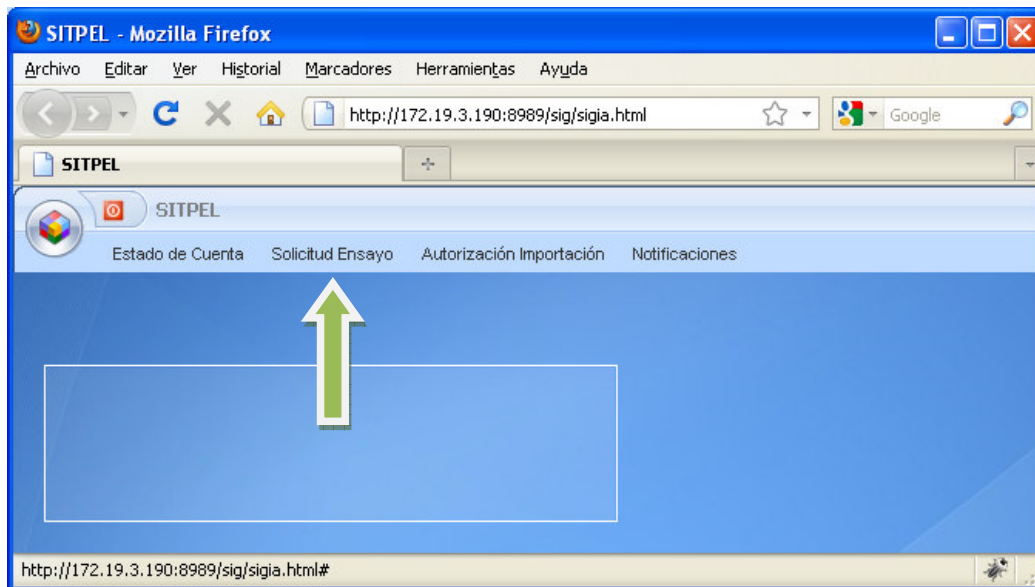 SITPEL - Mozilla Firefox
Archivo Editar Ver Historial Marcadores Herramientas Ayuda
http://172.19.3.190:8989/sig/sigia.html Google
SITPEL
SITPEL
Estado de Cuenta Solicitud Ensayo Autorización Importación Notificaciones
http://172.19.3.190:8989/sig/sigia.html#